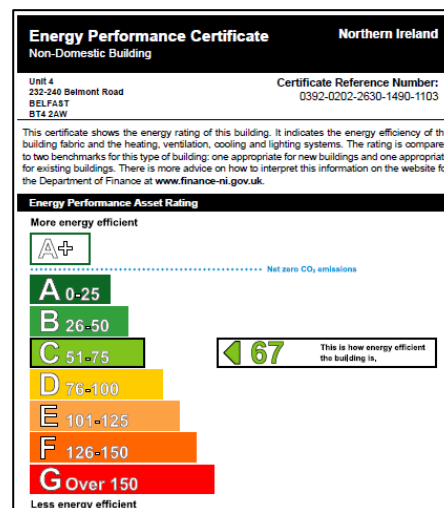 Energy Performance Certificate
Northern Ireland
Non-Domestic Building
Unit 4
232-240 Belmont Road
BELFAST
BT4 2AW
Certificate Reference Number:
0392-0202-2630-1490-1103
This certificate shows the energy rating of this building. It indicates the energy efficiency of th
building fabric and the heating, ventilation, cooling and lighting systems. The rating is compare
to two benchmarks for this type of building: one appropriate for new buildings and one appropriat
for existing buildings. There is more advice on how to interpret this information on the website fo
the Department of Finance at www.finance-ni.gov.uk.
Energy Performance Asset Rating
More energy efficient
A+
Net zero CO₂ emissions
A 0-25
B 26-50
C 51-75
67 This is how energy efficient
the building is.
D 76-100
E 101-125
F 126-150
G Over 150
Less energy efficient